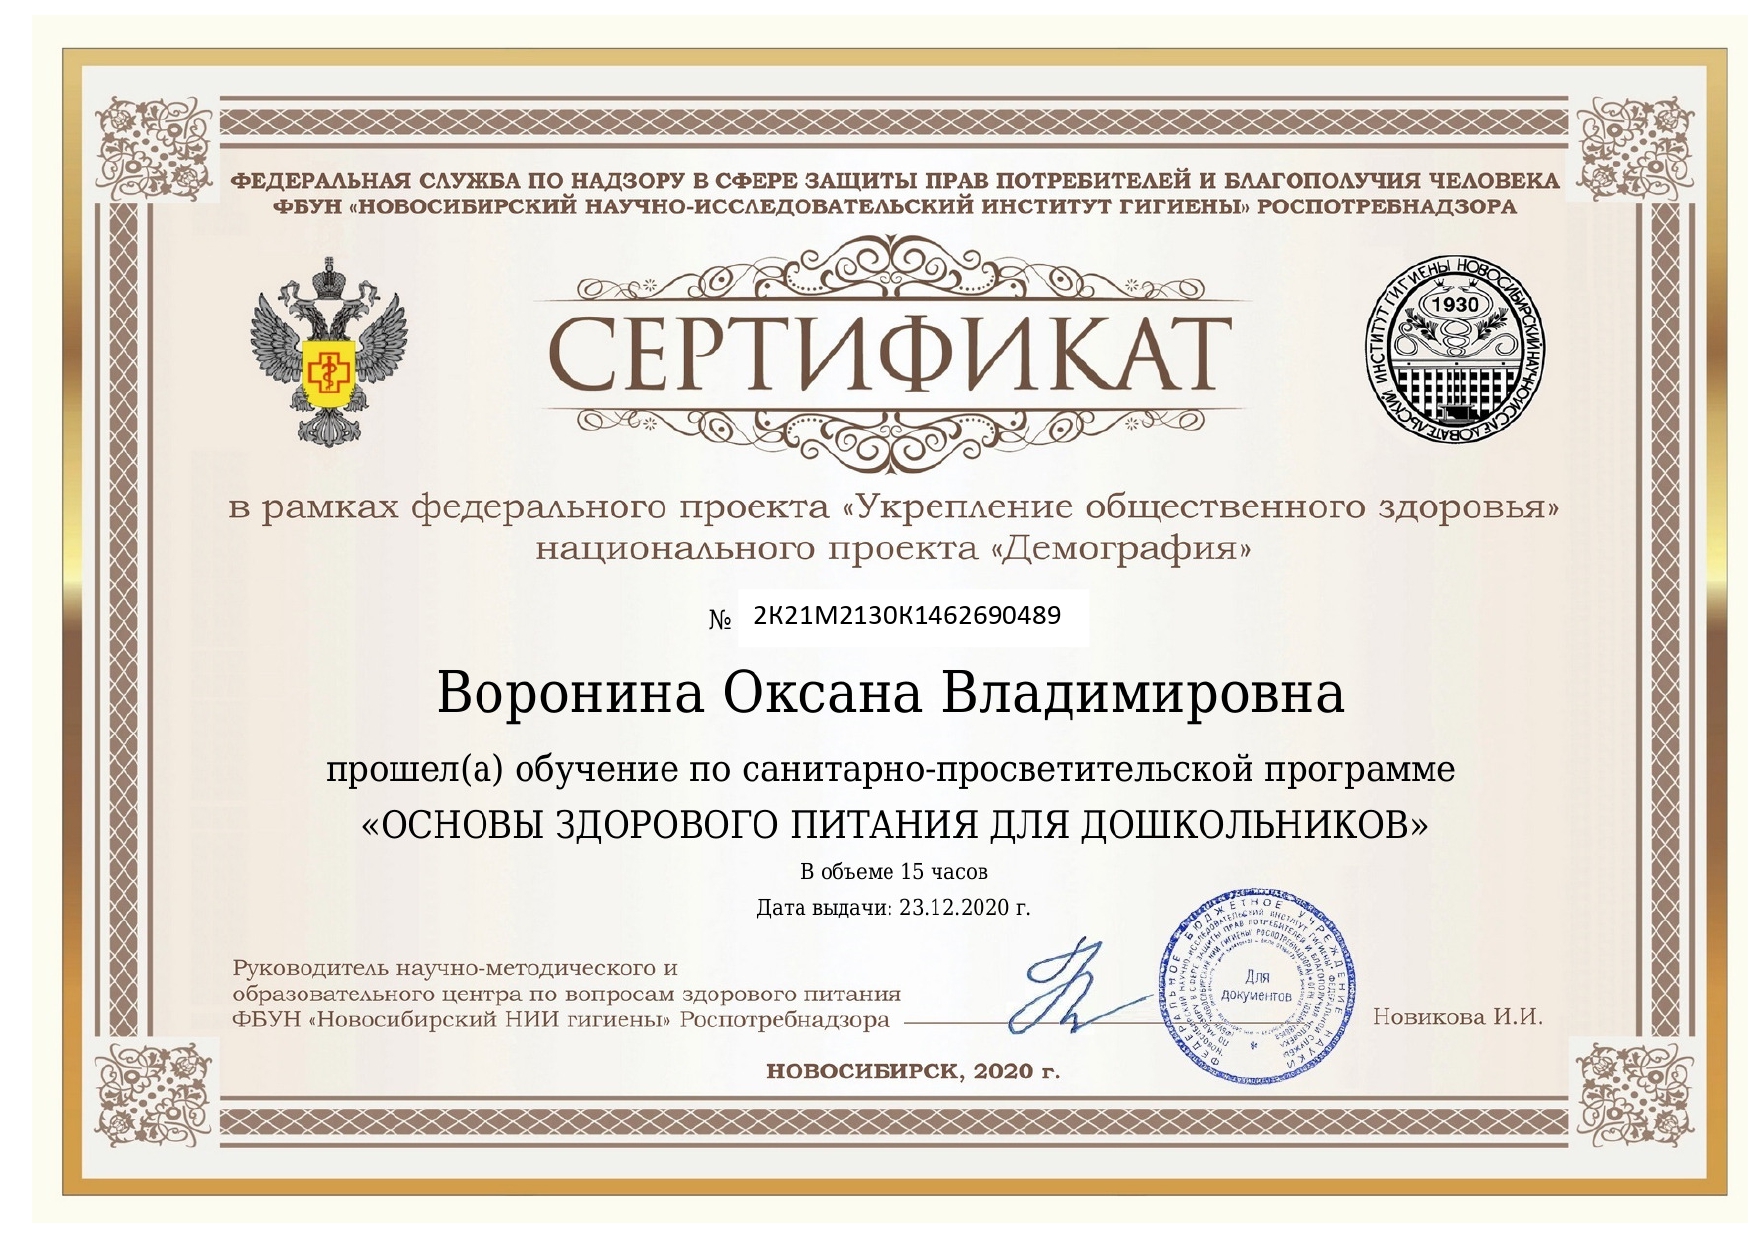 ФЕДЕРАЛЬНАЯ СЛУЖБА ПО НАДЗОРУ В СФЕРЕ ЗАЩИТЫ ПРАВ ПОТРЕБИТЕЛЕЙ И БЛАГОПОЛУЧИЯ ЧЕЛОВЕКА
ФБУН «НОВОСИБИРСКИЙ НАУЧНО-ИССЛЕДОВАТЕЛЬСКИЙ ИНСТИТУТ ГИГИЕНЫ» РОСПОТРЕБНАДЗОРА
СЕРТИФИКАТ
НОВОСИБИРСКИЙ НАУЧНО-ИССЛЕДОВАТЕЛЬСКИЙ ИНСТИТУТ ГИГИЕНЫ
1930
в рамках федерального проекта «Укрепление общественного здоровья»
национального проекта «Демография»
№ 2К21М2130К1462690489
Воронина Оксана Владимировна
прошел(а) обучение по санитарно-просветительской программе
«ОСНОВЫ ЗДОРОВОГО ПИТАНИЯ ДЛЯ ДОШКОЛЬНИКОВ»
В объеме 15 часов
Дата выдачи: 23.12.2020 г.
Руководитель научно-методического и
образовательного центра по вопросам здорового питания
ФБУН «Новосибирский НИИ гигиены» Роспотребнадзора
ФЕДЕРАЛЬНОЕ БЮДЖЕТНОЕ УЧРЕЖДЕНИЕ НАУКИ
Для
документов
Новикова И.И.
НОВОСИБИРСК, 2020 г.